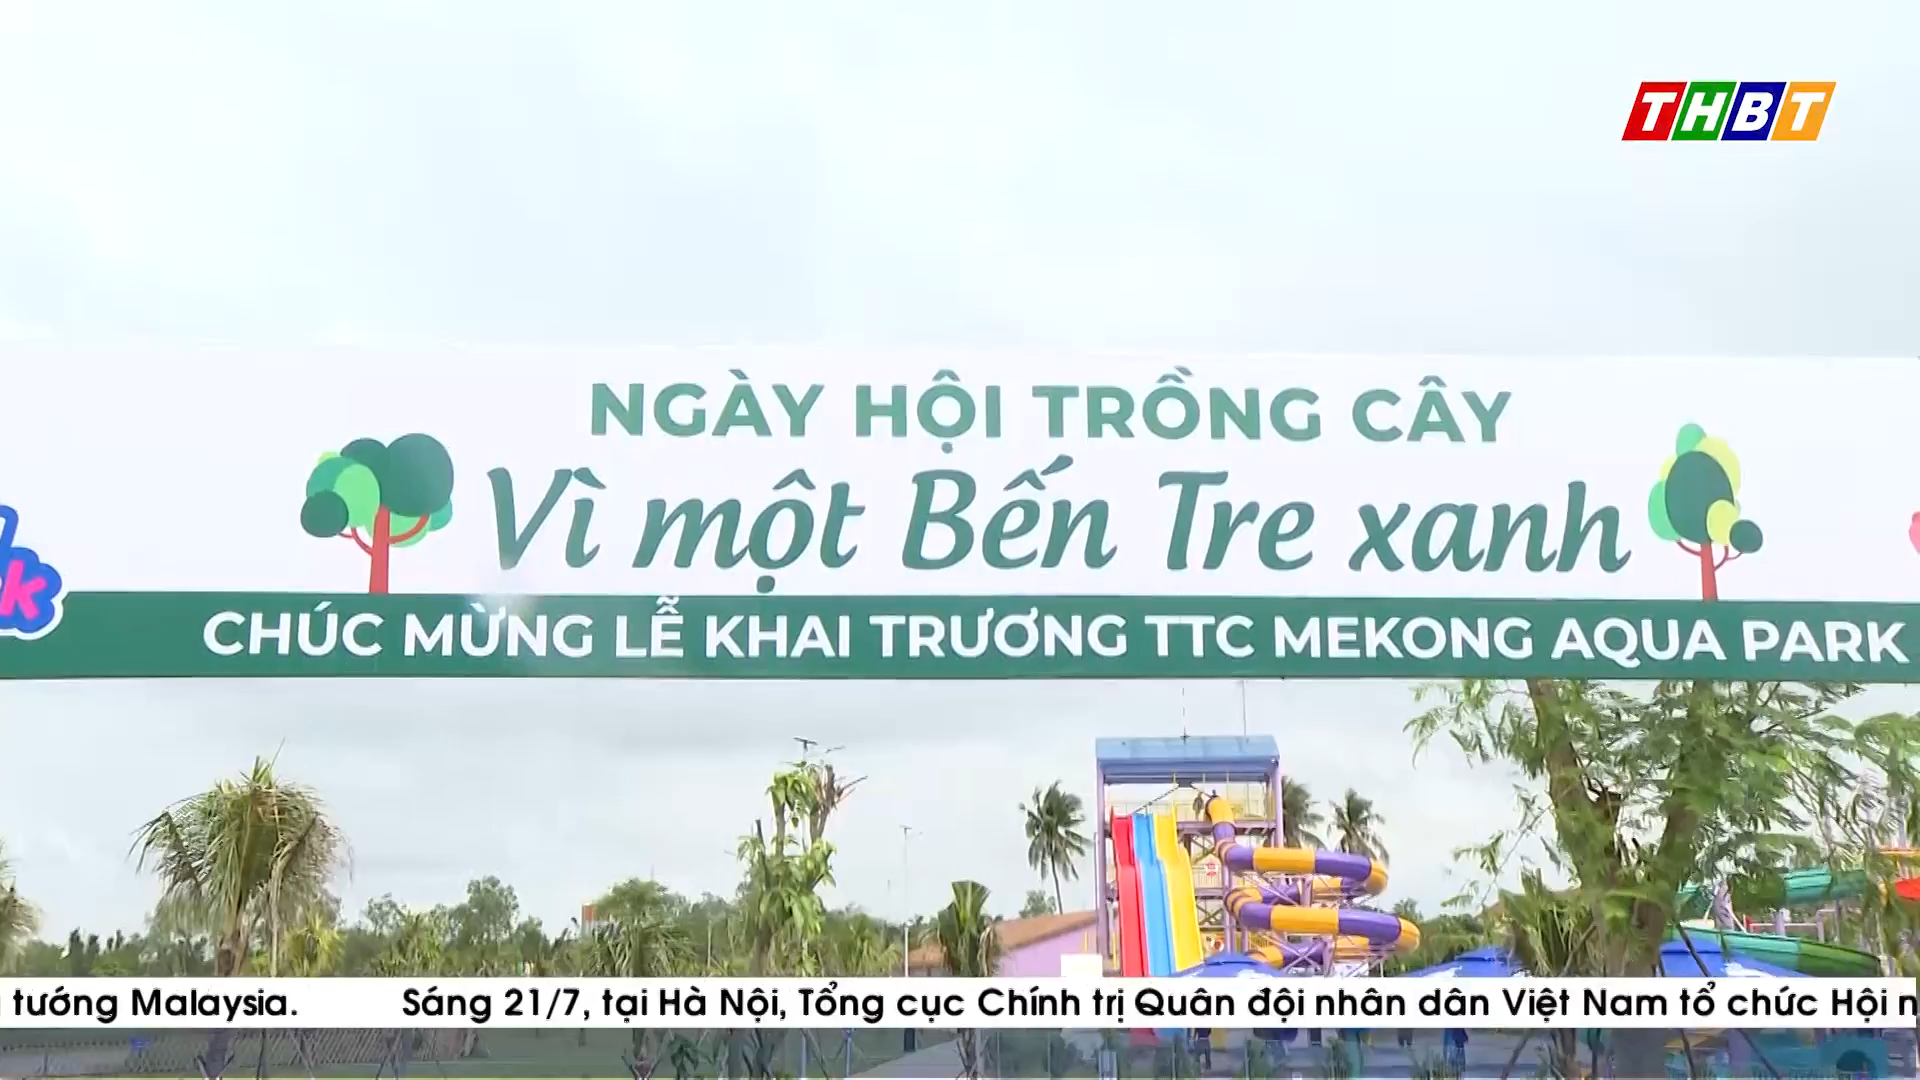 THBT
NGÀY HỘI TRỒNG CÂY
Vì một Bến Tre xanh
k
CHÚC MỪNG LỄ KHAI TRƯƠNG TTC MEKONG AQUA PARK
tướng Malaysia. Sáng 21/7, tại Hà Nội, Tổng cục Chính trị Quân đội nhân dân Việt Nam tổ chức Hội n